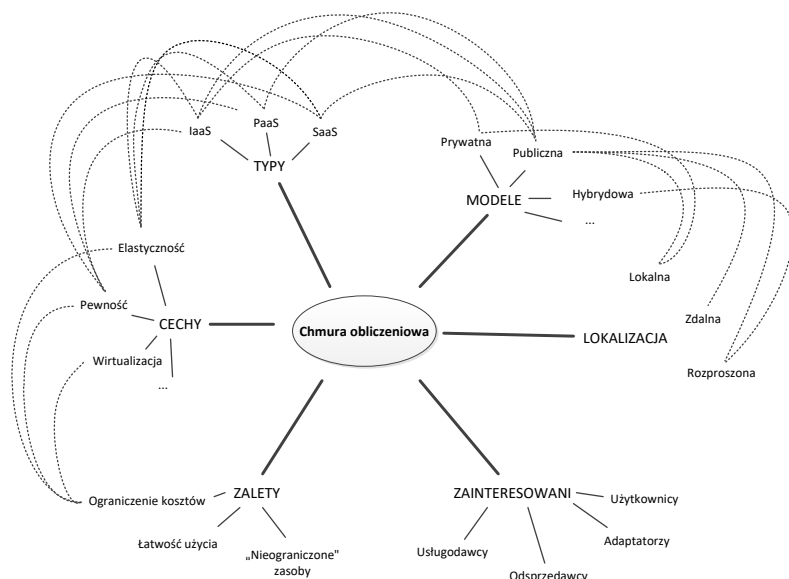 PaaS
IaaS
SaaS
TYPY
Prywatna
Publiczna
MODELE
Hybrydowa
...
Elastyczność
Lokalna
Pewność
CECHY
Chmura obliczeniowa
Zdalna
LOKALIZACJA
Wirtualizacja
...
Rozproszona
Ograniczenie kosztów
ZALETY
ZAINTERESOWANI
Użytkownicy
Łatwość użycia
„Nieograniczone"
zasoby
Usługodawcy
Adaptatorzy
Odsprzedawcy